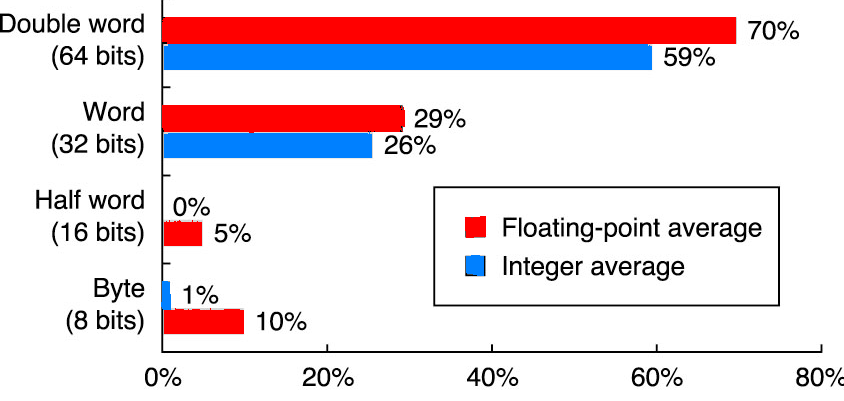 Double word
(64 bits)
70%
59%
Word
(32 bits)
29%
26%
Half word
(16 bits)
0%
5%
Byte
(8 bits)
1%
10%
Floating-point average
Integer average
0% 20% 40% 60% 80%